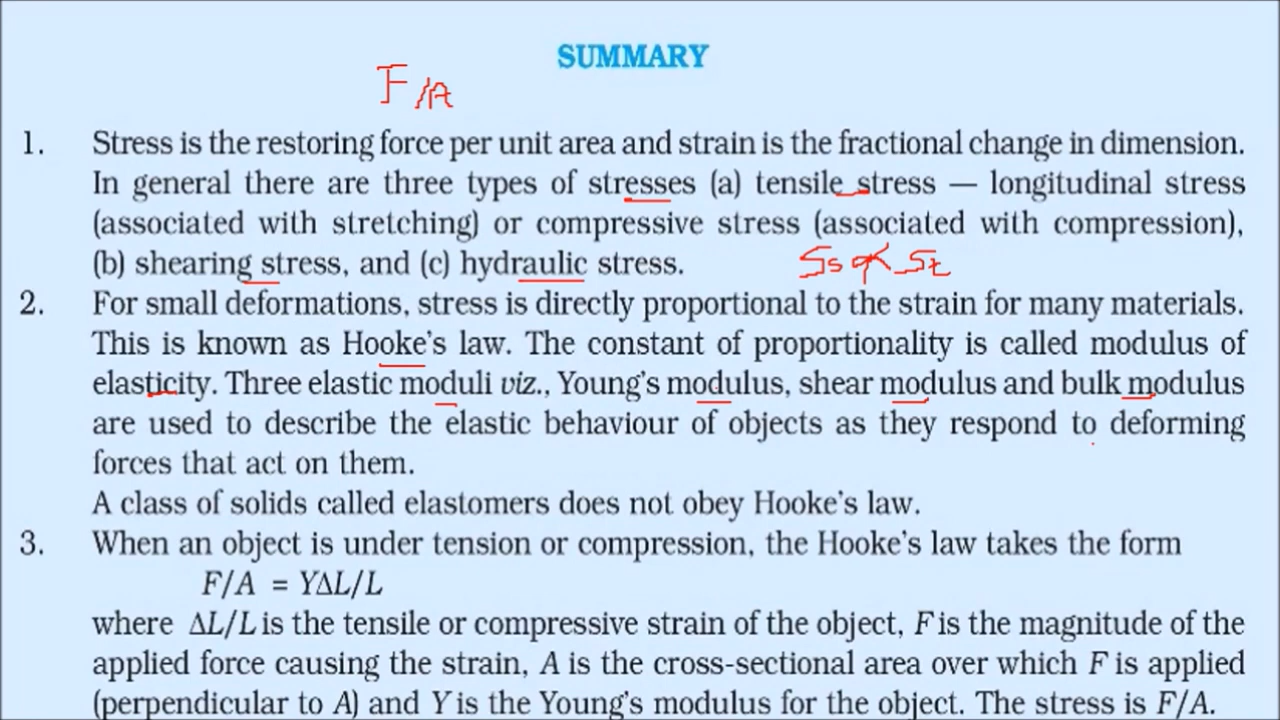 SUMMARY
F/A
1. Stress is the restoring force per unit area and strain is the fractional change in dimension.
In general there are three types of stresses (a) tensile stress — longitudinal stress
(associated with stretching) or compressive stress (associated with compression),
(b) shearing stress, and (c) hydraulic stress.
Ss ∝ St
2. For small deformations, stress is directly proportional to the strain for many materials.
This is known as Hooke's law. The constant of proportionality is called modulus of
elasticity. Three elastic moduli viz., Young's modulus, shear modulus and bulk modulus
are used to describe the elastic behaviour of objects as they respond to deforming
forces that act on them.
A class of solids called elastomers does not obey Hooke's law.
3. When an object is under tension or compression, the Hooke's law takes the form
F/A = YΔL/L
where ΔL/L is the tensile or compressive strain of the object, F is the magnitude of the
applied force causing the strain, A is the cross-sectional area over which F is applied
(perpendicular to A) and Y is the Young's modulus for the object. The stress is F/A.